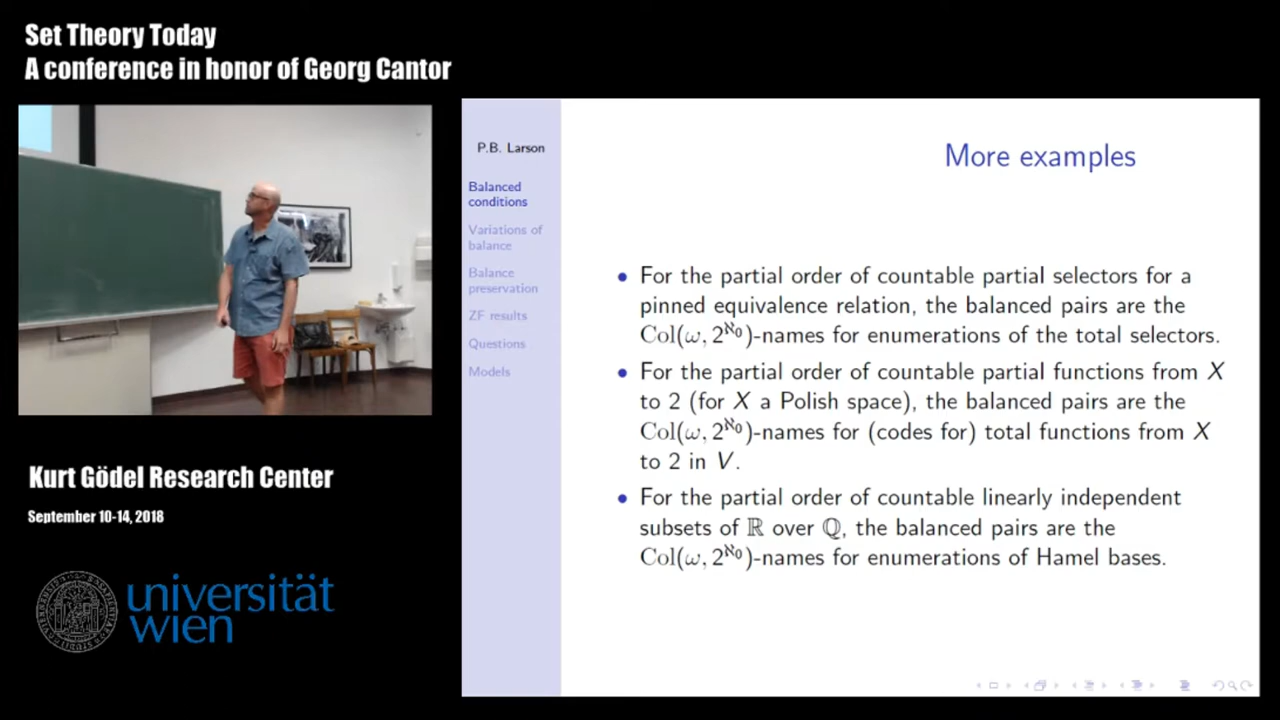 Set Theory Today
A conference in honor of Georg Cantor
Kurt Gödel Research Center
September 10-14, 2018
universität
wien
P.B. Larson
Balanced
conditions
Variations of
balance
Balance
preservation
ZF results
Questions
Models
More examples
• For the partial order of countable partial selectors for a
pinned equivalence relation, the balanced pairs are the
Col(ω, 2^ℵ₀)-names for enumerations of the total selectors.
• For the partial order of countable partial functions from X
to 2 (for X a Polish space), the balanced pairs are the
Col(ω, 2^ℵ₀)-names for (codes for) total functions from X
to 2 in V.
• For the partial order of countable linearly independent
subsets of ℝ over ℚ, the balanced pairs are the
Col(ω, 2^ℵ₀)-names for enumerations of Hamel bases.